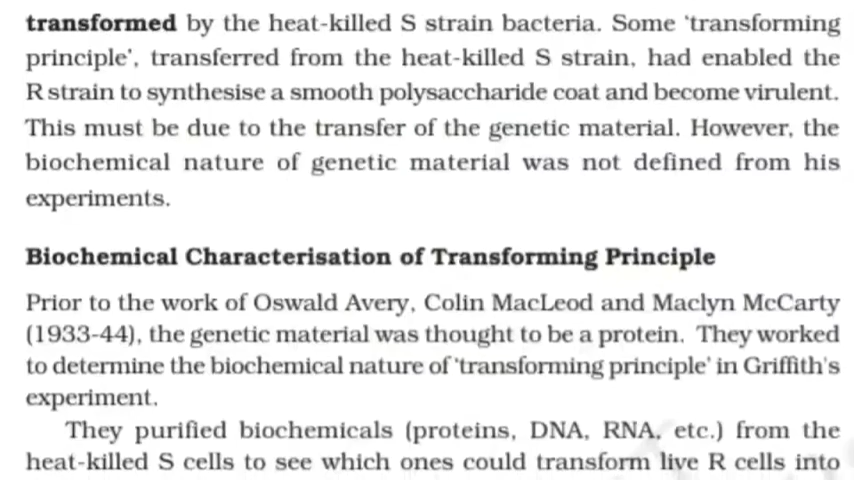 transformed by the heat-killed S strain bacteria. Some ‘transforming
principle’, transferred from the heat-killed S strain, had enabled the
R strain to synthesise a smooth polysaccharide coat and become virulent.
This must be due to the transfer of the genetic material. However, the
biochemical nature of genetic material was not defined from his
experiments.
Biochemical Characterisation of Transforming Principle
Prior to the work of Oswald Avery, Colin MacLeod and Maclyn McCarty
(1933-44), the genetic material was thought to be a protein. They worked
to determine the biochemical nature of ‘transforming principle’ in Griffith's
experiment.
They purified biochemicals (proteins, DNA, RNA, etc.) from the
heat-killed S cells to see which ones could transform live R cells into